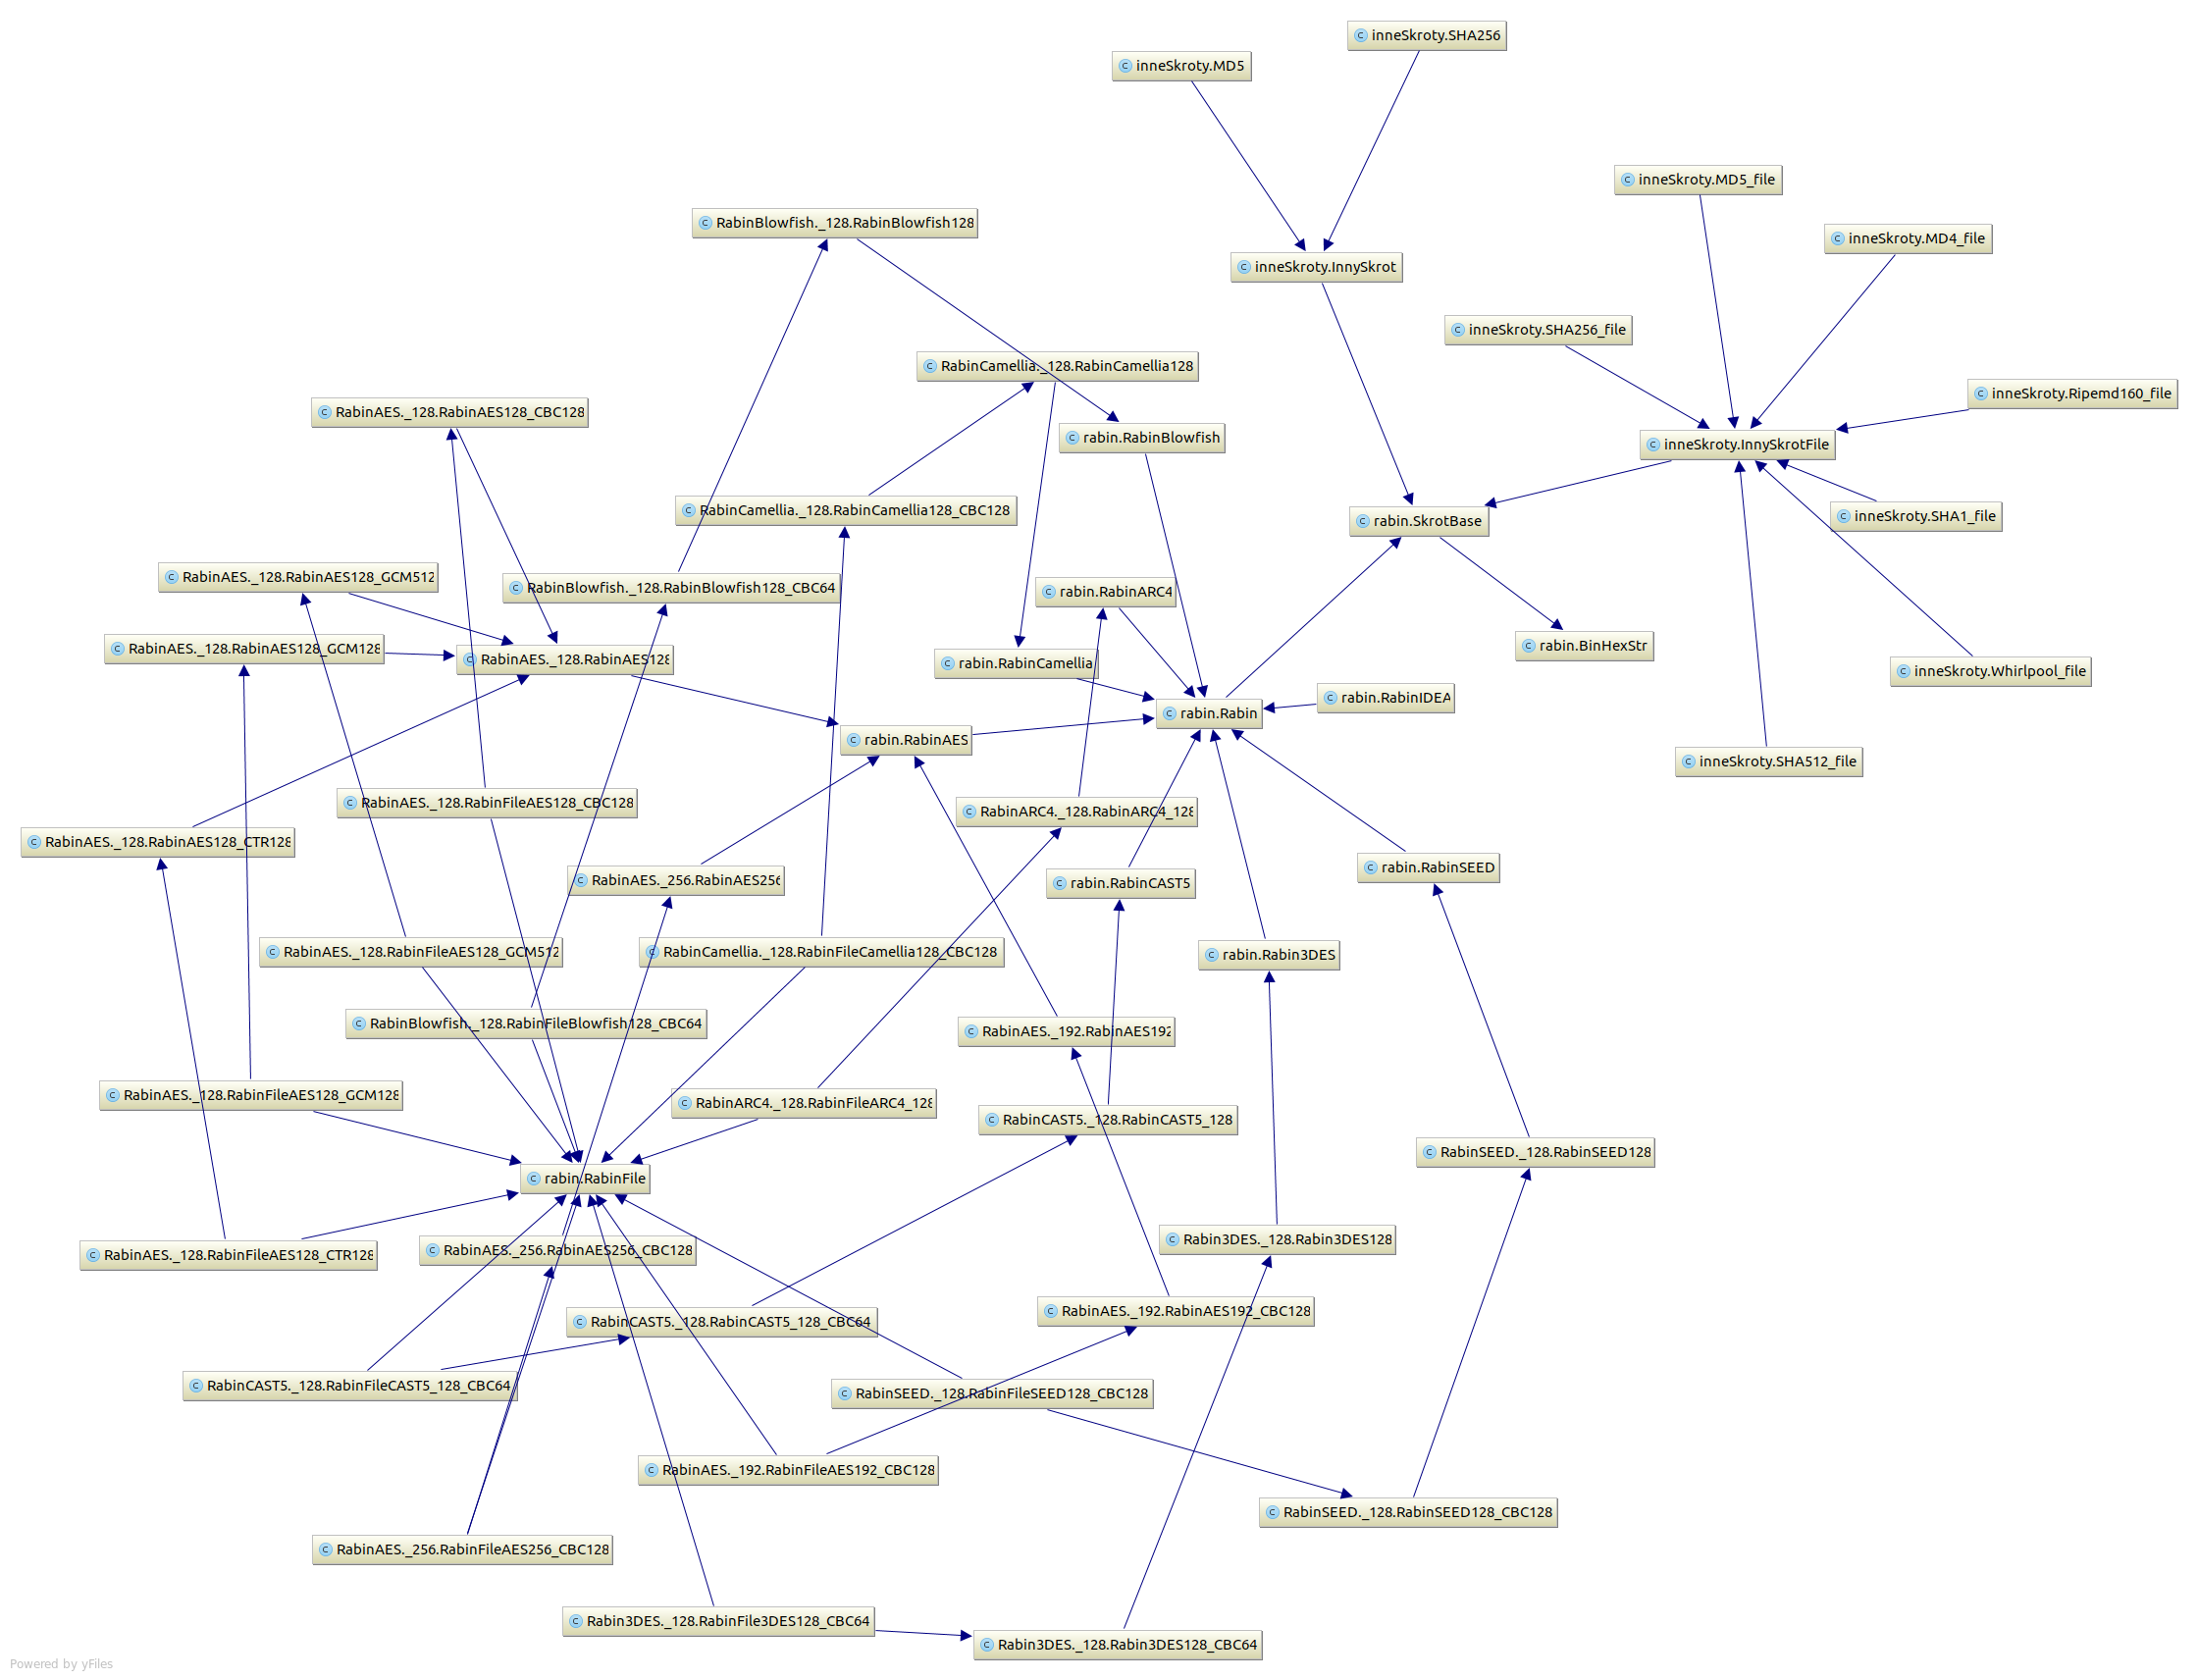 inneSkroty.SHA256
inneSkroty.MD5
inneSkroty.MD5_file
RabinBlowfish._128.RabinBlowfish128
inneSkroty.MD4_file
inneSkroty.InnySkrot
inneSkroty.SHA256_file
RabinCamellia._128.RabinCamellia128
inneSkroty.Ripemd160_file
RabinAES._128.RabinAES128_CBC128
rabin.RabinBlowfish
inneSkroty.InnySkrotFile
RabinCamellia._128.RabinCamellia128_CBC128
inneSkroty.SHA1_file
rabin.SkrotBase
RabinAES._128.RabinAES128_GCM512
RabinBlowfish._128.RabinBlowfish128_CBC64
rabin.RabinARC4
rabin.BinHexStr
RabinAES._128.RabinAES128_GCM128
RabinAES._128.RabinAES128
rabin.RabinCamellia
inneSkroty.Whirlpool_file
rabin.RabinIDEA
rabin.Rabin
rabin.RabinAES
inneSkroty.SHA512_file
RabinAES._128.RabinFileAES128_CBC128
RabinARC4._128.RabinARC4_128
RabinAES._128.RabinAES128_CTR128
rabin.RabinSEED
RabinAES._256.RabinAES256
rabin.RabinCAST5
RabinAES._128.RabinFileAES128_GCM512
RabinCamellia._128.RabinFileCamellia128_CBC128
rabin.Rabin3DES
RabinBlowfish._128.RabinFileBlowfish128_CBC64
RabinAES._192.RabinAES192
RabinAES._128.RabinFileAES128_GCM128
RabinARC4._128.RabinFileARC4_128
RabinCAST5._128.RabinCAST5_128
RabinSEED._128.RabinSEED128
rabin.RabinFile
Rabin3DES._128.Rabin3DES128
RabinAES._256.RabinAES256_CBC128
RabinAES._128.RabinFileAES128_CTR128
RabinAES._192.RabinAES192_CBC128
RabinCAST5._128.RabinCAST5_128_CBC64
RabinCAST5._128.RabinFileCAST5_128_CBC64
RabinSEED._128.RabinFileSEED128_CBC128
RabinAES._192.RabinFileAES192_CBC128
RabinSEED._128.RabinSEED128_CBC128
RabinAES._256.RabinFileAES256_CBC128
Rabin3DES._128.RabinFile3DES128_CBC64
Rabin3DES._128.Rabin3DES128_CBC64
Powered by yFiles